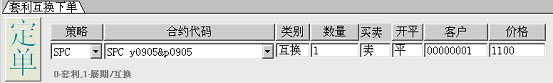 套利互换下单
定单
策略 合约代码 类别 数量 买卖 开平 客户 价格
SPC SPC y0905&p0905 互换 1 卖 平 00000001 1100
0-套利,1-展期/互换